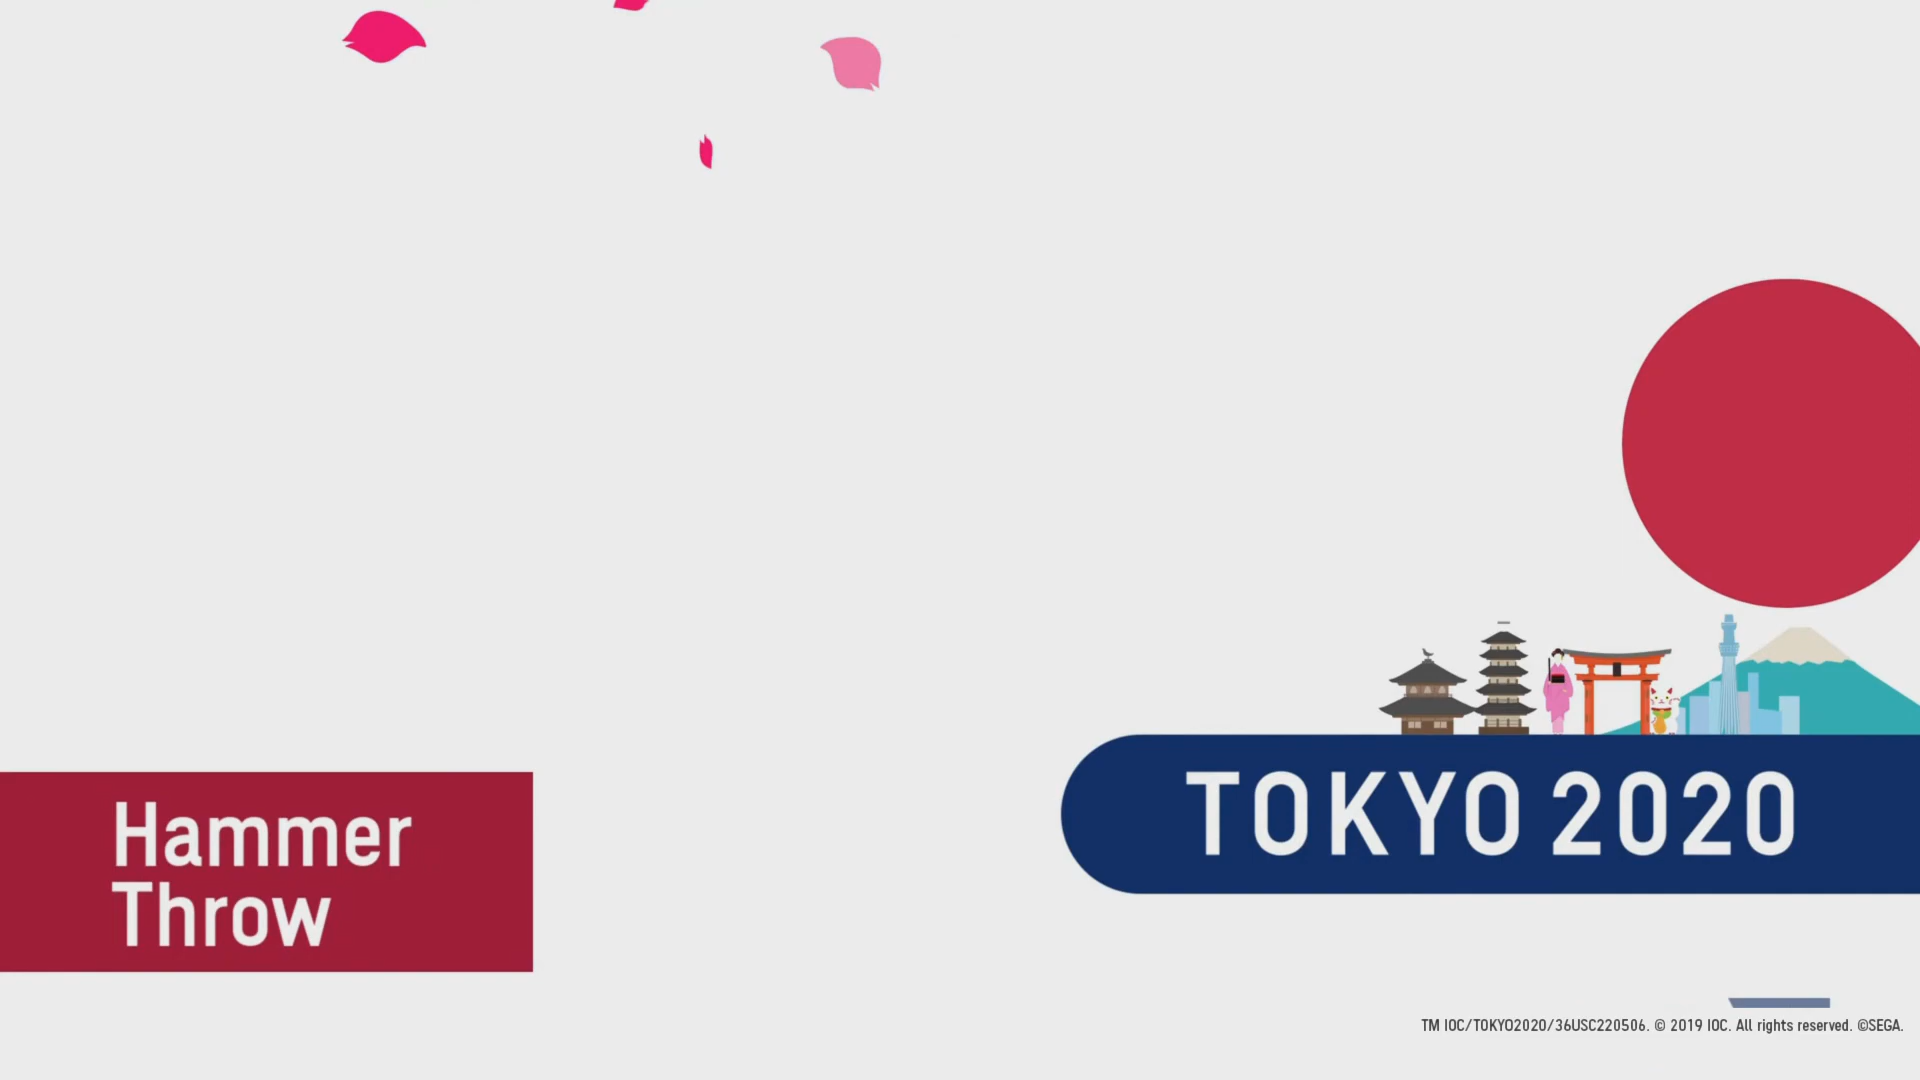 Hammer
Throw
TOKYO 2020
TM IOC/TOKYO2020/36USC220506. © 2019 IOC. All rights reserved. ©SEGA.